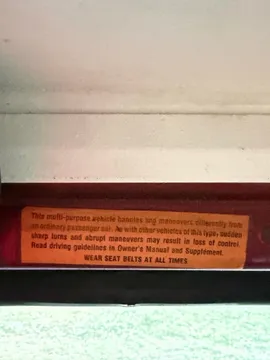 This multi-purpose vehicle handles and maneuvers differently from
an ordinary passenger car. As with other vehicles of this type, sudden
sharp turns and abrupt maneuvers may result in loss of control.
Read driving guidelines in Owner's Manual and Supplement.
WEAR SEAT BELTS AT ALL TIMES